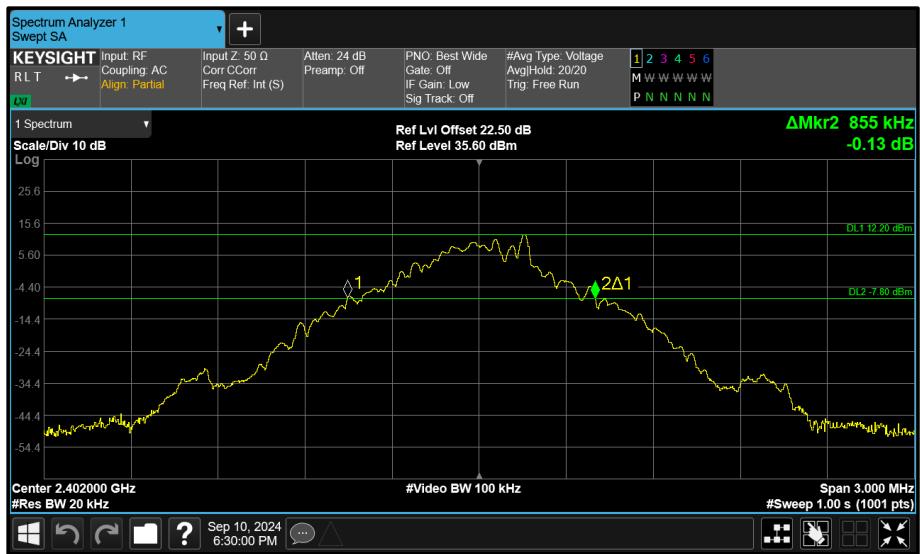 Spectrum Analyzer 1
Swept SA
KEYSIGHT
RLT
LXI
Input: RF
Coupling: AC
Align: Partial
Input Z: 50 Ω
Corr CCorr
Freq Ref: Int (S)
Atten: 24 dB
Preamp: Off
PNO: Best Wide
Gate: Off
IF Gain: Low
Sig Track: Off
#Avg Type: Voltage
Avg|Hold: 20/20
Trig: Free Run
1 2 3 4 5 6
M W W W W W
P N N N N N
1 Spectrum
Scale/Div 10 dB
Ref Lvl Offset 22.50 dB
Ref Level 35.60 dBm
ΔMkr2 855 kHz
-0.13 dB
Log
25.6
15.6
DL1 12.20 dBm
5.60
-4.40
1
2Δ1
DL2 -7.80 dBm
-14.4
-24.4
-34.4
-44.4
-54.4
Center 2.402000 GHz
#Video BW 100 kHz
Span 3.000 MHz
#Res BW 20 kHz
#Sweep 1.00 s (1001 pts)
?
Sep 10, 2024
6:30:00 PM